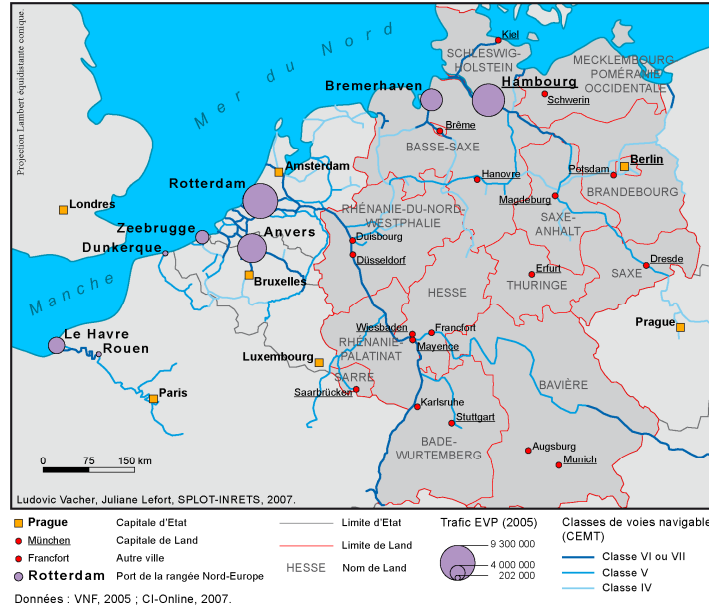 Projection Lambert équidistante conique.
Mer du Nord
Manche
Kiel
SCHLESWIG-
HOLSTEIN
MECKLEMBOURG
POMÉRANIE
OCCIDENTALE
Hambourg
Schwerin
Bremerhaven
Brême
BASSE-SAXE
Berlin
Potsdam
BRANDEBOURG
Amsterdam
Hanovre
Magdeburg
Rotterdam
Londres
RHÉNANIE-DU-NORD-
WESTPHALIE
SAXE-
ANHALT
Zeebrugge
Anvers
Duisbourg
Dunkerque
Düsseldorf
Dresde
Erfurt
SAXE
THURINGE
Bruxelles
HESSE
Prague
Le Havre
Rouen
Wiesbaden
Francfort
RHÉNANIE-
PALATINAT
Mayence
Luxembourg
SARRE
Saarbrücken
BAVIÈRE
Paris
Karlsruhe
Stuttgart
BADE-
WURTEMBERG
Augsburg
Munich
0 75 150 km
Ludovic Vacher, Juliane Lefort, SPLOT-INRETS, 2007.
Prague Capitale d'Etat
München Capitale de Land
Francfort Autre ville
Rotterdam Port de la rangée Nord-Europe
Limite d'Etat
Limite de Land
HESSE Nom de Land
Trafic EVP (2005)
9 300 000
4 000 000
202 000
Classes de voies navigable
(CEMT)
Classe VI ou VII
Classe V
Classe IV
Données : VNF, 2005 ; CI-Online, 2007.